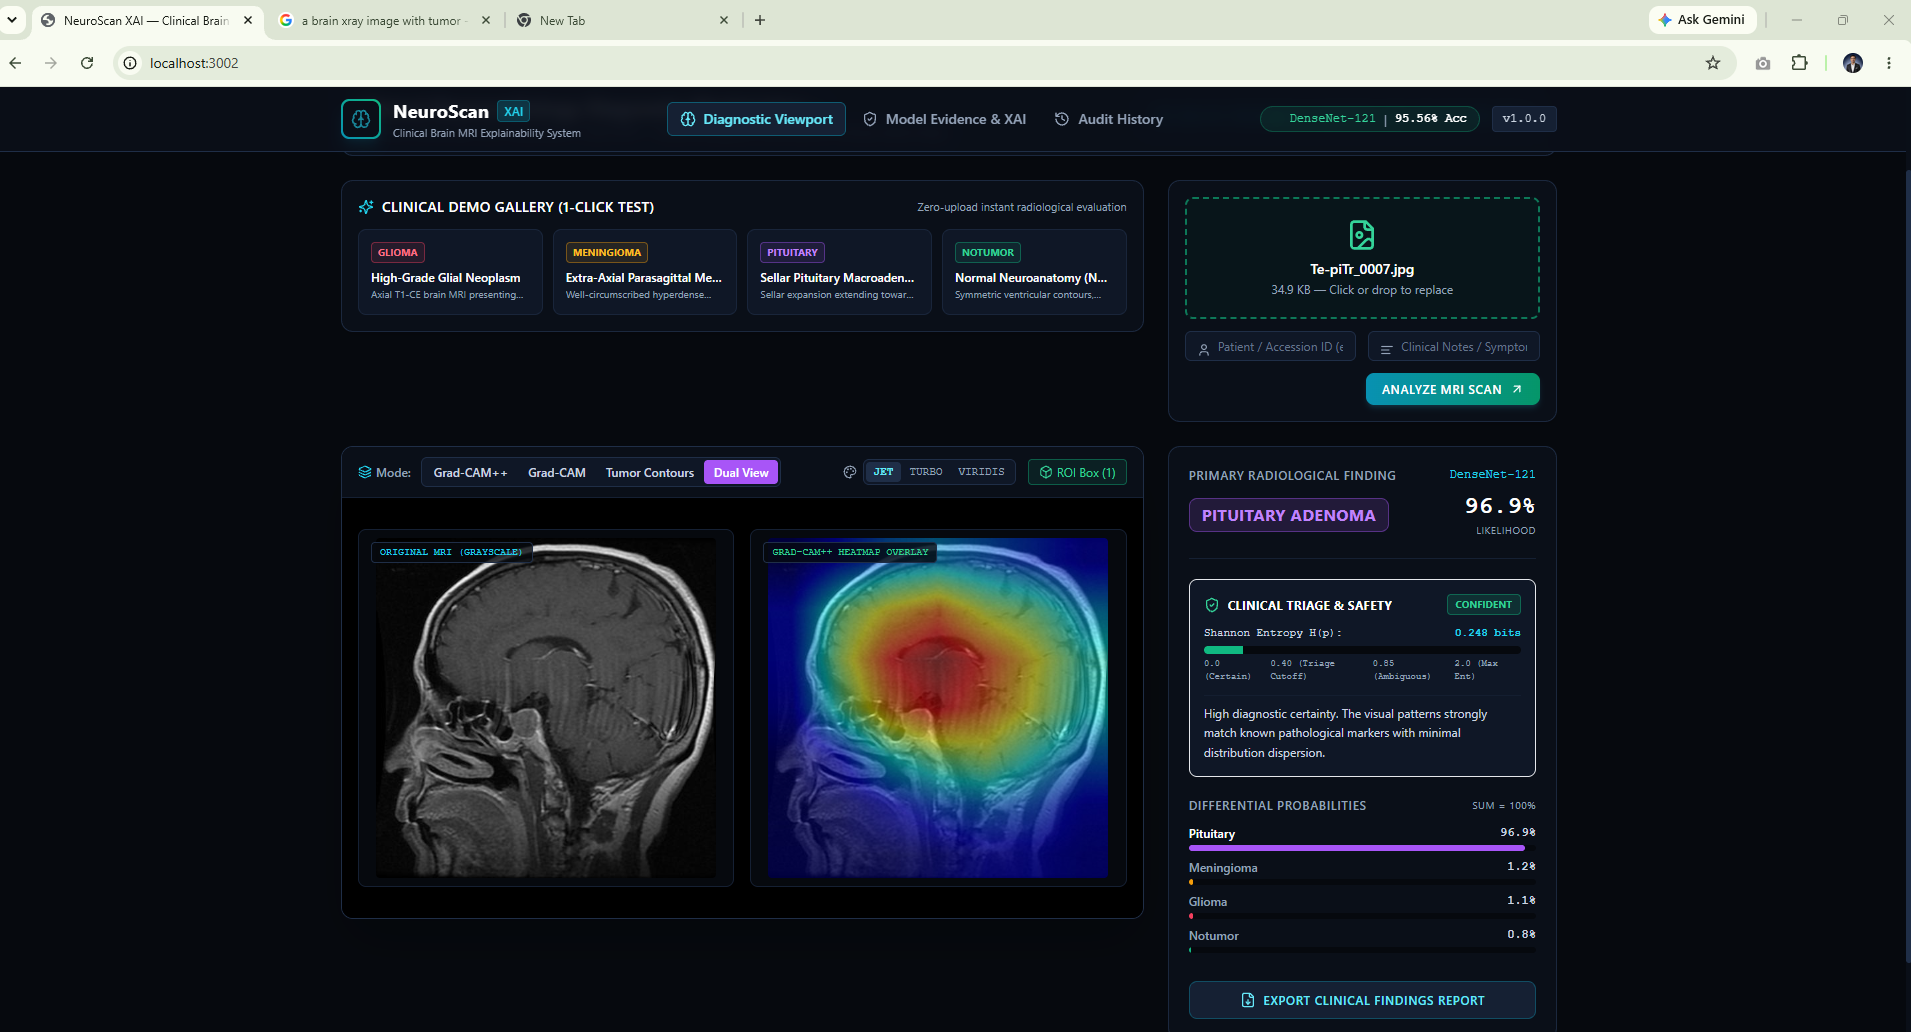 NeuroScan XAI — Clinical Brain
a brain xray image with tumor -
New Tab
Ask Gemini
localhost:3002
NeuroScan XAI
Clinical Brain MRI Explainability System
Diagnostic Viewport
Model Evidence & XAI
Audit History
DenseNet-121 | 95.56% Acc
v1.0.0
CLINICAL DEMO GALLERY (1-CLICK TEST)
Zero-upload instant radiological evaluation
GLIOMA
High-Grade Glial Neoplasm
Axial T1-CE brain MRI presenting...
MENINGIOMA
Extra-Axial Parasagittal Me...
Well-circumscribed hyperdense...
PITUITARY
Sellar Pituitary Macroaden...
Sellar expansion extending towar...
NOTUMOR
Normal Neuroanatomy (N...
Symmetric ventricular contours,...
Te-piTr_0007.jpg
34.9 KB — Click or drop to replace
Patient / Accession ID (e
Clinical Notes / Sympto
ANALYZE MRI SCAN
Mode:
Grad-CAM++
Grad-CAM
Tumor Contours
Dual View
JET
TURBO
VIRIDIS
ROI Box (1)
ORIGINAL MRI (GRAYSCALE)
GRAD-CAM++ HEATMAP OVERLAY
PRIMARY RADIOLOGICAL FINDING
DenseNet-121
PITUITARY ADENOMA
96.9%
LIKELIHOOD
CLINICAL TRIAGE & SAFETY
CONFIDENT
Shannon Entropy H(p):
0.248 bits
0.0 (Certain)
0.40 (Triage Cutoff)
0.85 (Ambiguous)
2.0 (Max Ent)
High diagnostic certainty. The visual patterns strongly
match known pathological markers with minimal
distribution dispersion.
DIFFERENTIAL PROBABILITIES
SUM = 100%
Pituitary
96.9%
Meningioma
1.2%
Glioma
1.1%
Notumor
0.8%
EXPORT CLINICAL FINDINGS REPORT